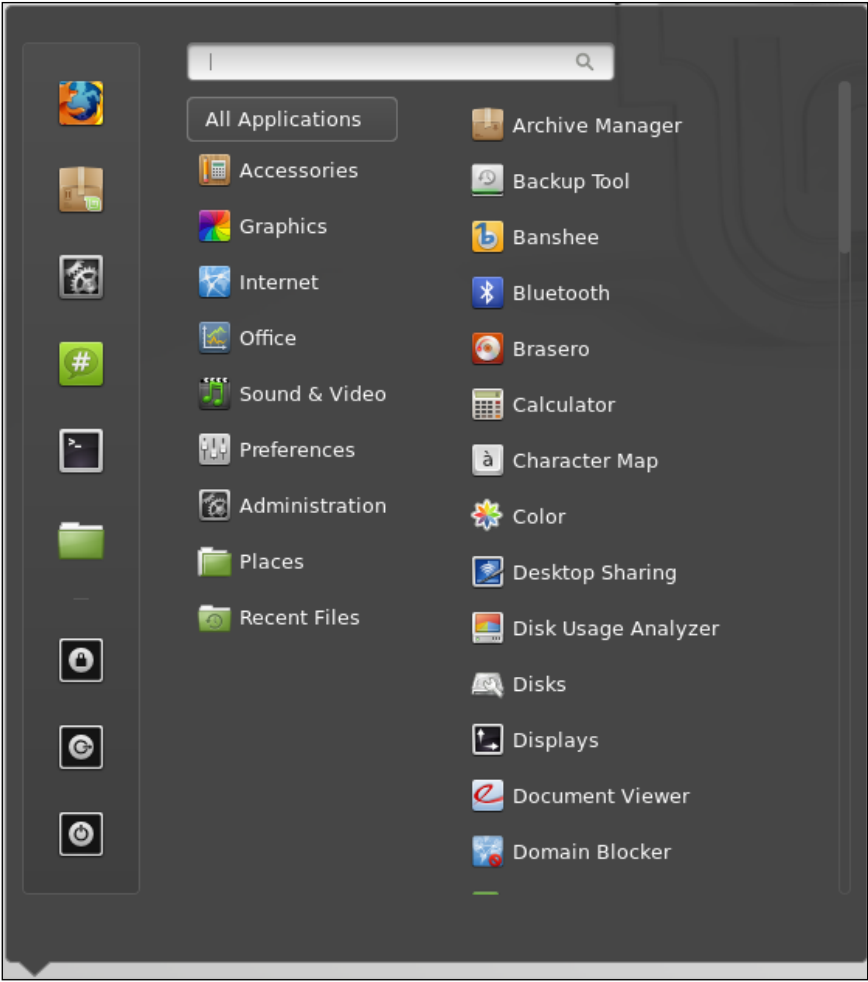 All Applications
Accessories
Graphics
Internet
Office
Sound & Video
Preferences
Administration
Places
Recent Files
Archive Manager
Backup Tool
Banshee
Bluetooth
Brasero
Calculator
Character Map
Color
Desktop Sharing
Disk Usage Analyzer
Disks
Displays
Document Viewer
Domain Blocker